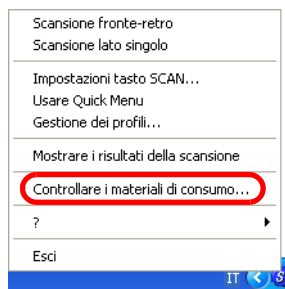 Scansione fronte-retro
Scansione lato singolo
Impostazioni tasto SCAN...
Usare Quick Menu
Gestione dei profili...
Mostrare i risultati della scansione
Controllare i materiali di consumo...
?
Esci
IT
S